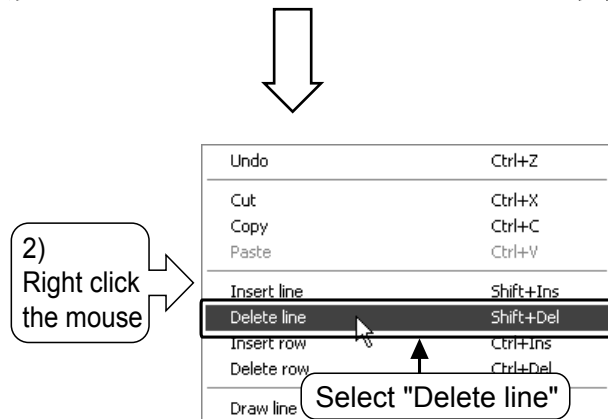 Undo Ctrl+Z
Cut Ctrl+X
Copy Ctrl+C
Paste Ctrl+V
2)
Right click
the mouse
Insert line Shift+Ins
Delete line Shift+Del
Insert row Ctrl+Ins
Delete row Ctrl+Del
Draw line
Select "Delete line"